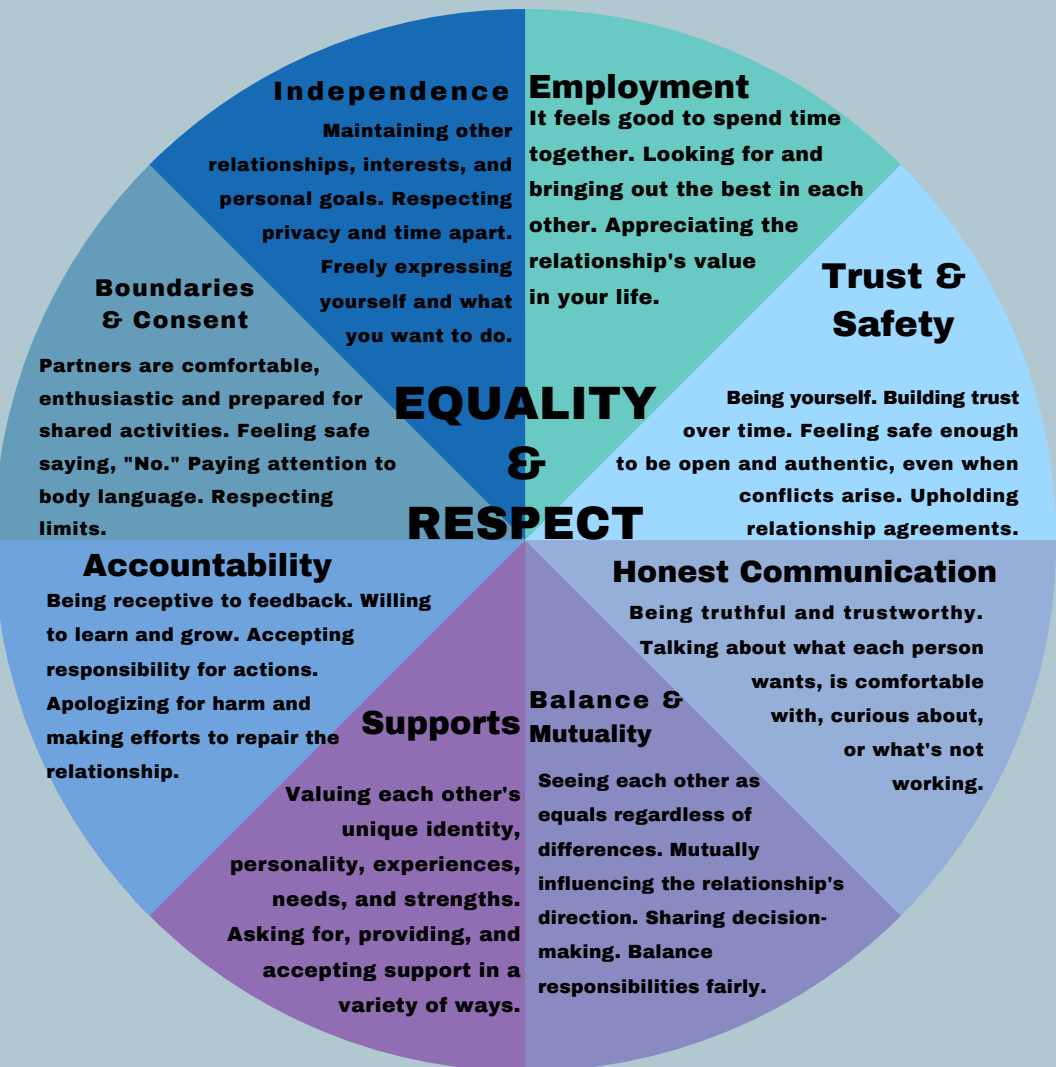 Independence
Maintaining other
relationships, interests, and
personal goals. Respecting
privacy and time apart.
Freely expressing
yourself and what
you want to do.
Employment
It feels good to spend time
together. Looking for and
bringing out the best in each
other. Appreciating the
relationship's value
in your life.
Trust &
Safety
Being yourself. Building trust
over time. Feeling safe enough
to be open and authentic, even when
conflicts arise. Upholding
relationship agreements.
Boundaries
& Consent
Partners are comfortable,
enthusiastic and prepared for
shared activities. Feeling safe
saying, "No." Paying attention to
body language. Respecting
limits.
EQUALITY
&
RESPECT
Accountability
Being receptive to feedback. Willing
to learn and grow. Accepting
responsibility for actions.
Apologizing for harm and
making efforts to repair the
relationship.
Honest Communication
Being truthful and trustworthy.
Talking about what each person
wants, is comfortable
with, curious about,
or what's not
working.
Supports
Valuing each other's
unique identity,
personality, experiences,
needs, and strengths.
Asking for, providing, and
accepting support in a
variety of ways.
Balance &
Mutuality
Seeing each other as
equals regardless of
differences. Mutually
influencing the relationship's
direction. Sharing decision-
making. Balance
responsibilities fairly.